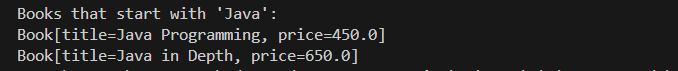 Books that start with 'Java':
Book[title=Java Programming, price=450.0]
Book[title=Java in Depth, price=650.0]